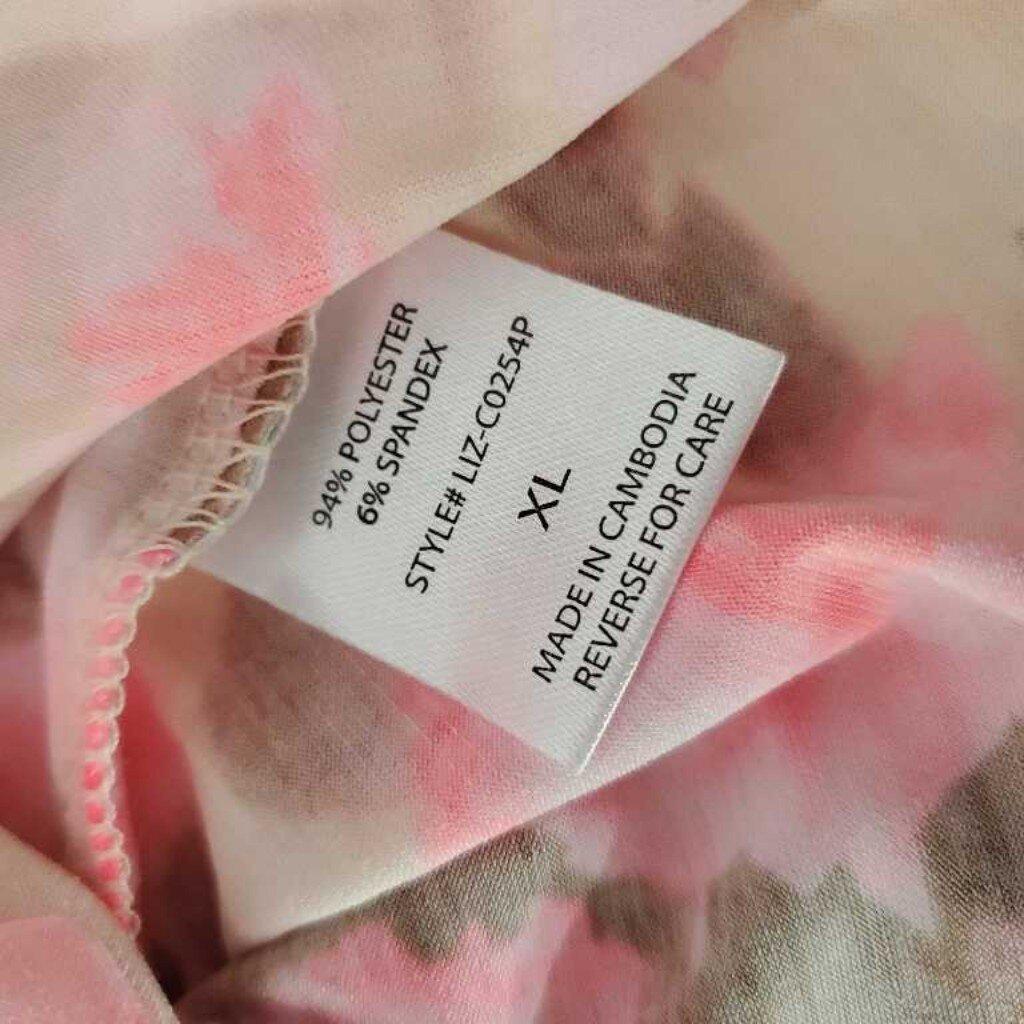 94% POLYESTER
6% SPANDEX
STYLE# LIZ-C0254P
XL
MADE IN CAMBODIA
REVERSE FOR CARE